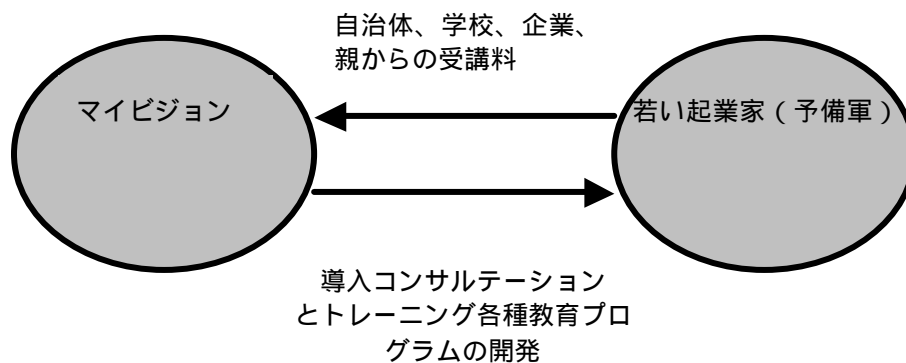 自治体、学校、企業、
親からの受講料
マイビジョン
若い起業家（予備軍）
導入コンサルテーション
とトレーニング各種教育プロ
グラムの開発